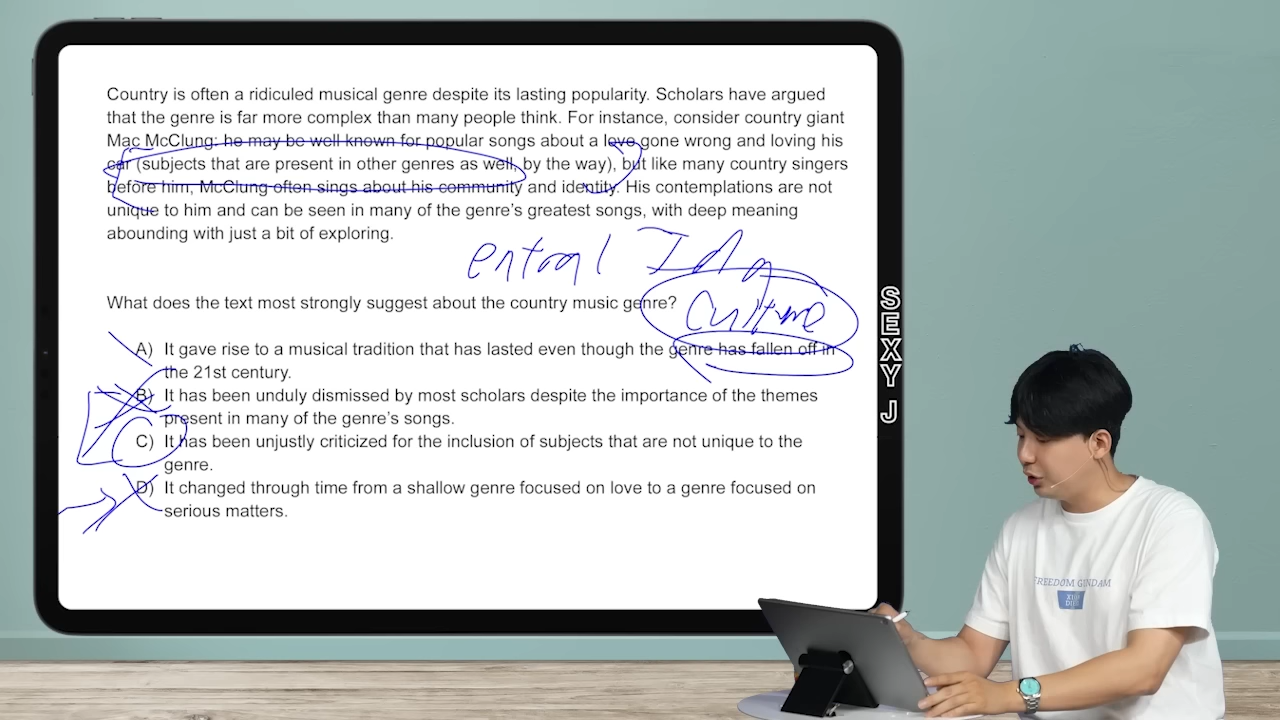 Country is often a ridiculed musical genre despite its lasting popularity. Scholars have argued
that the genre is far more complex than many people think. For instance, consider country giant
Mac McClung: he may be well known for popular songs about a love gone wrong and loving his
car (subjects that are present in other genres as well, by the way), but like many country singers
before him, McClung often sings about his community and identity. His contemplations are not
unique to him and can be seen in many of the genre's greatest songs, with deep meaning
abounding with just a bit of exploring.
entral Ida
What does the text most strongly suggest about the country music genre?
Culture
A) It gave rise to a musical tradition that has lasted even though the genre has fallen off in
the 21st century.
B) It has been unduly dismissed by most scholars despite the importance of the themes
present in many of the genre's songs.
C) It has been unjustly criticized for the inclusion of subjects that are not unique to the
genre.
D) It changed through time from a shallow genre focused on love to a genre focused on
serious matters.
SEXY J
FREEDOM GUNDAM